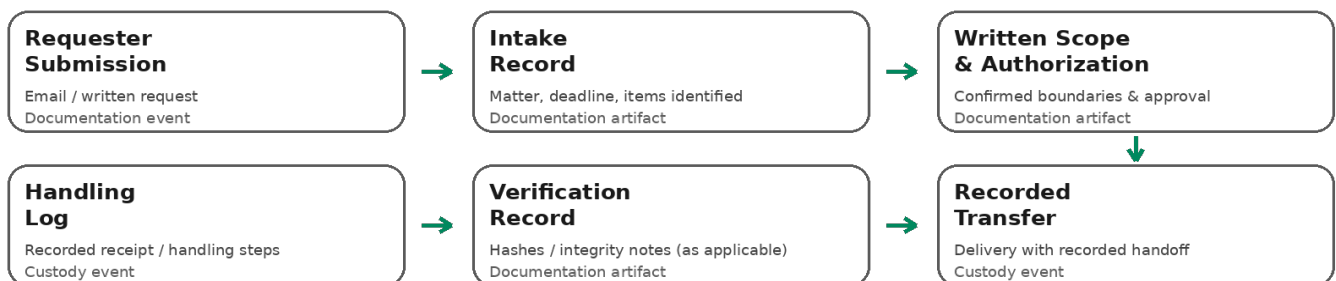 Requester
Submission
Email / written request
Documentation event
Intake
Record
Matter, deadline, items identified
Documentation artifact
Written Scope
& Authorization
Confirmed boundaries & approval
Documentation artifact
Handling
Log
Recorded receipt / handling steps
Custody event
Verification
Record
Hashes / integrity notes (as applicable)
Documentation artifact
Recorded
Transfer
Delivery with recorded handoff
Custody event